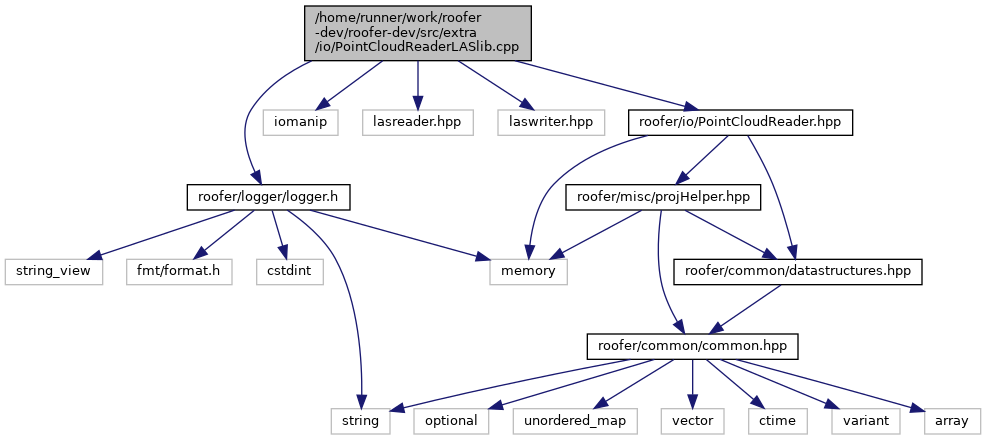 /home/runner/work/roofer
-dev/roofer-dev/src/extra
/io/PointCloudReaderLASlib.cpp
iomanip
lasreader.hpp
laswriter.hpp
roofer/io/PointCloudReader.hpp
roofer/logger/logger.h
roofer/misc/projHelper.hpp
string_view
fmt/format.h
cstdint
memory
roofer/common/datastructures.hpp
roofer/common/common.hpp
string
optional
unordered_map
vector
ctime
variant
array